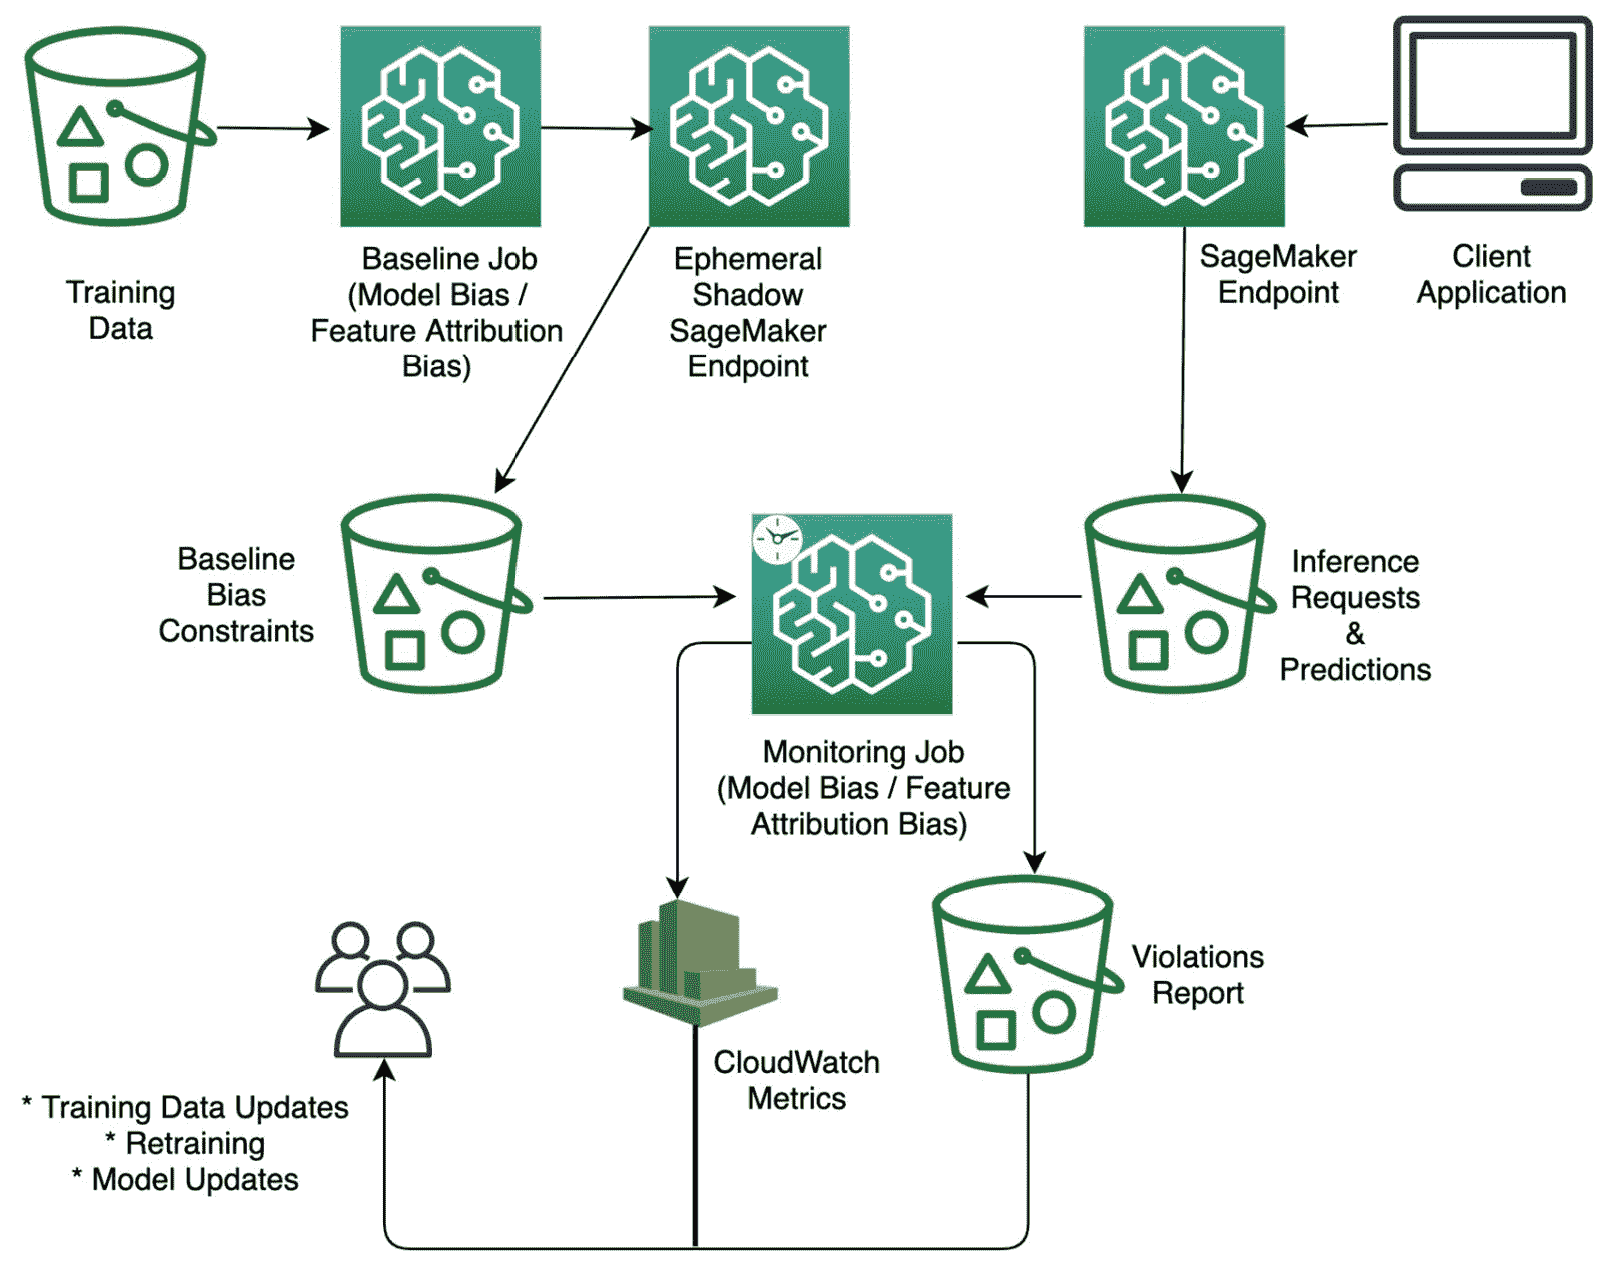 Training
Data
Baseline Job
(Model Bias /
Feature Attribution
Bias)
Ephemeral
Shadow
SageMaker
Endpoint
SageMaker
Endpoint
Client
Application
Baseline
Bias
Constraints
Inference
Requests
&
Predictions
Monitoring Job
(Model Bias / Feature
Attribution Bias)
Violations
Report
CloudWatch
Metrics
* Training Data Updates
* Retraining
* Model Updates